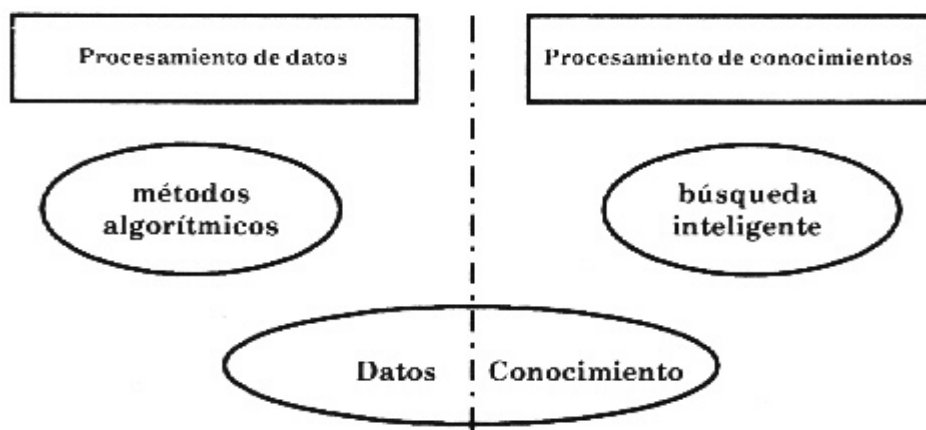 Procesamiento de datos
Procesamiento de conocimientos
métodos
algorítmicos
búsqueda
inteligente
Datos
Conocimiento